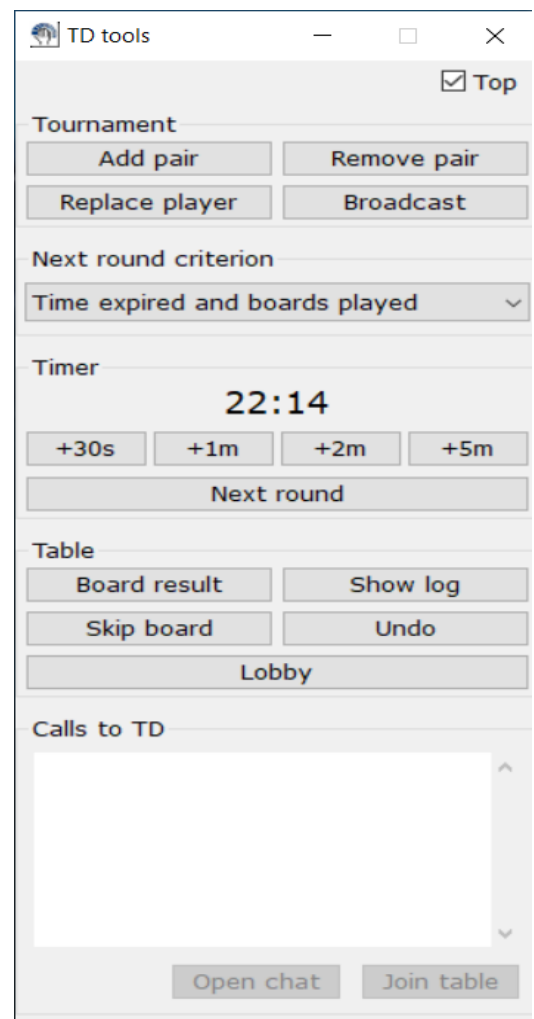 TD tools
Top
Tournament
Add pair Remove pair
Replace player Broadcast
Next round criterion
Time expired and boards played
Timer
22:14
+30s +1m +2m +5m
Next round
Table
Board result Show log
Skip board Undo
Lobby
Calls to TD
Open chat Join table